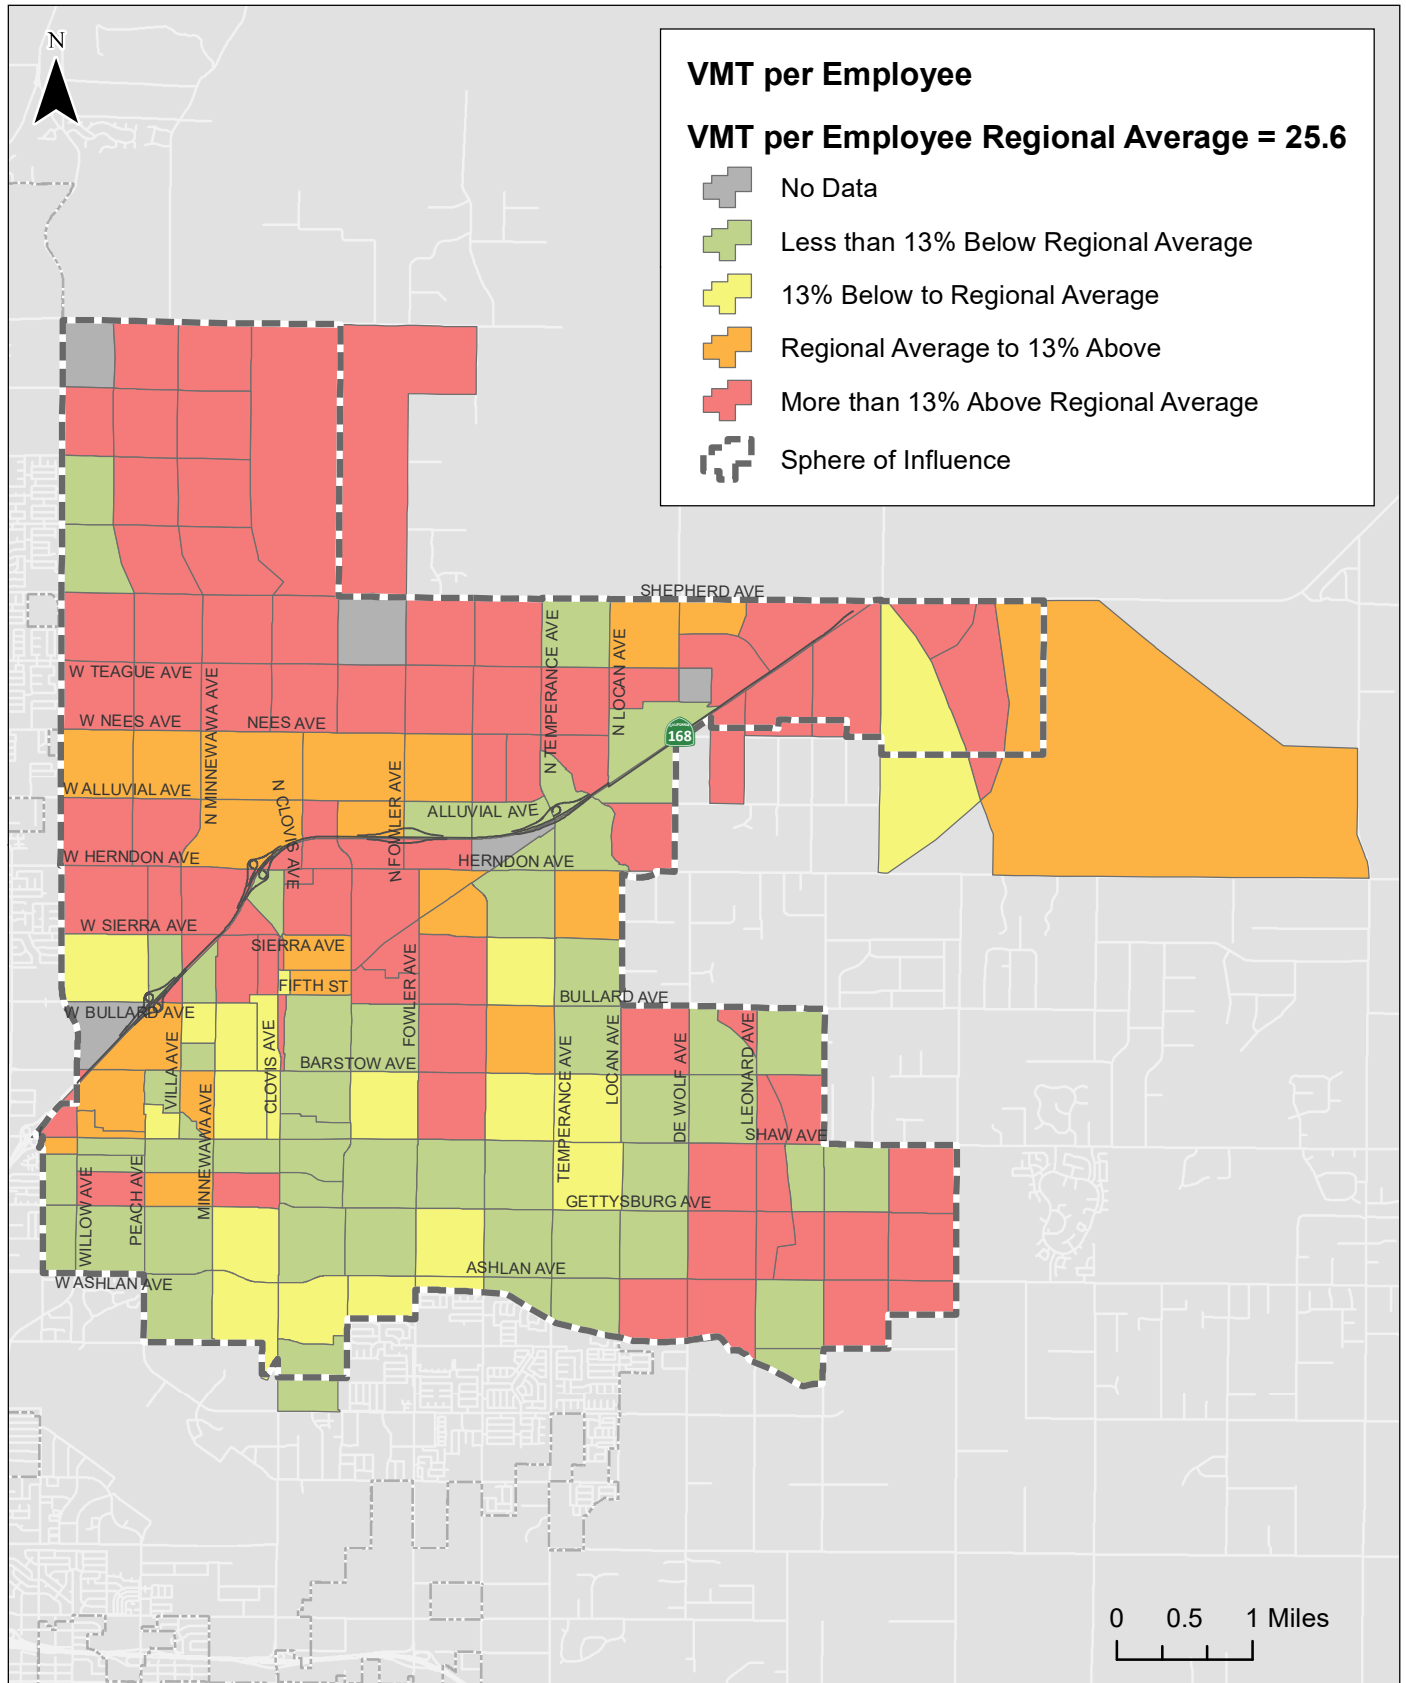 N
VMT per Employee
VMT per Employee Regional Average = 25.6
No Data
Less than 13% Below Regional Average
13% Below to Regional Average
Regional Average to 13% Above
More than 13% Above Regional Average
Sphere of Influence
SHEPHERD AVE
W TEAGUE AVE
N MINNEWAWA AVE
N TEMPERANCE AVE
N LOCAN AVE
W NEES AVE
NEES AVE
CALIFORNIA
168
W ALLUVIAL AVE
N CLOVIS AVE
N FOWLER AVE
ALLUVIAL AVE
W HERNDON AVE
HERNDON AVE
W SIERRA AVE
SIERRA AVE
FIFTH ST
FOWLER AVE
BULLARD AVE
W BULLARD AVE
VILLA AVE
CLOVIS AVE
BARSTOW AVE
TEMPERANCE AVE
LOCAN AVE
DE WOLF AVE
LEONARD AVE
MINNEWAWA AVE
SHAW AVE
WILLOW AVE
PEACH AVE
GETTYSBURG AVE
ASHLAN AVE
W ASHLAN AVE
0 0.5 1 Miles